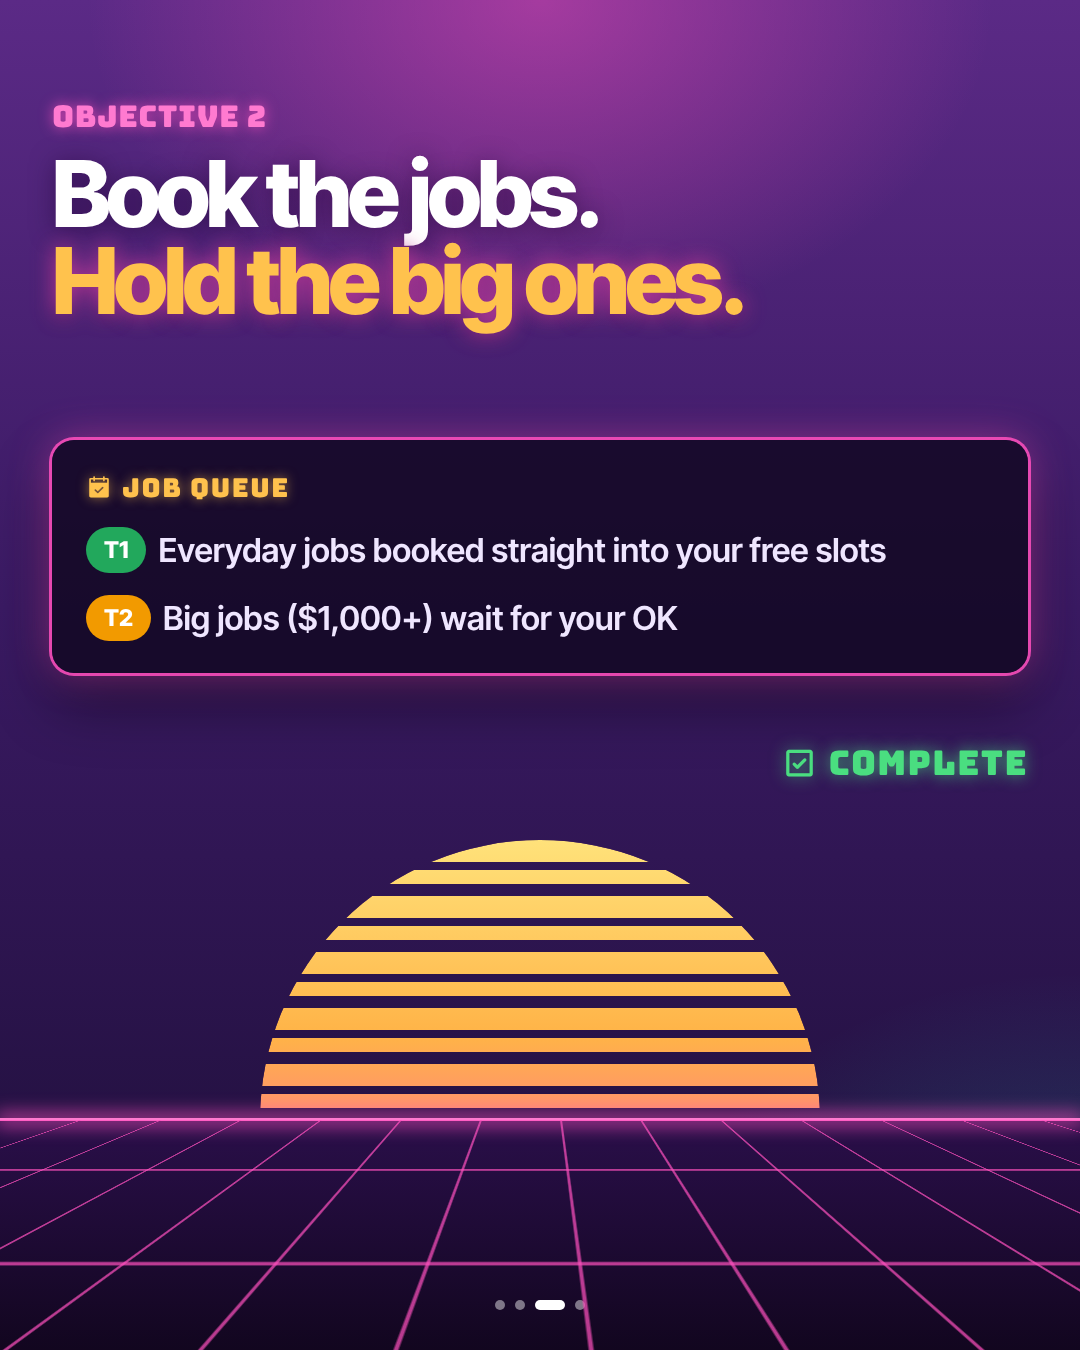 OBJECTIVE 2
Book the jobs.
Hold the big ones.
JOB QUEUE
T1 Everyday jobs booked straight into your free slots
T2 Big jobs ($1,000+) wait for your OK
COMPLETE